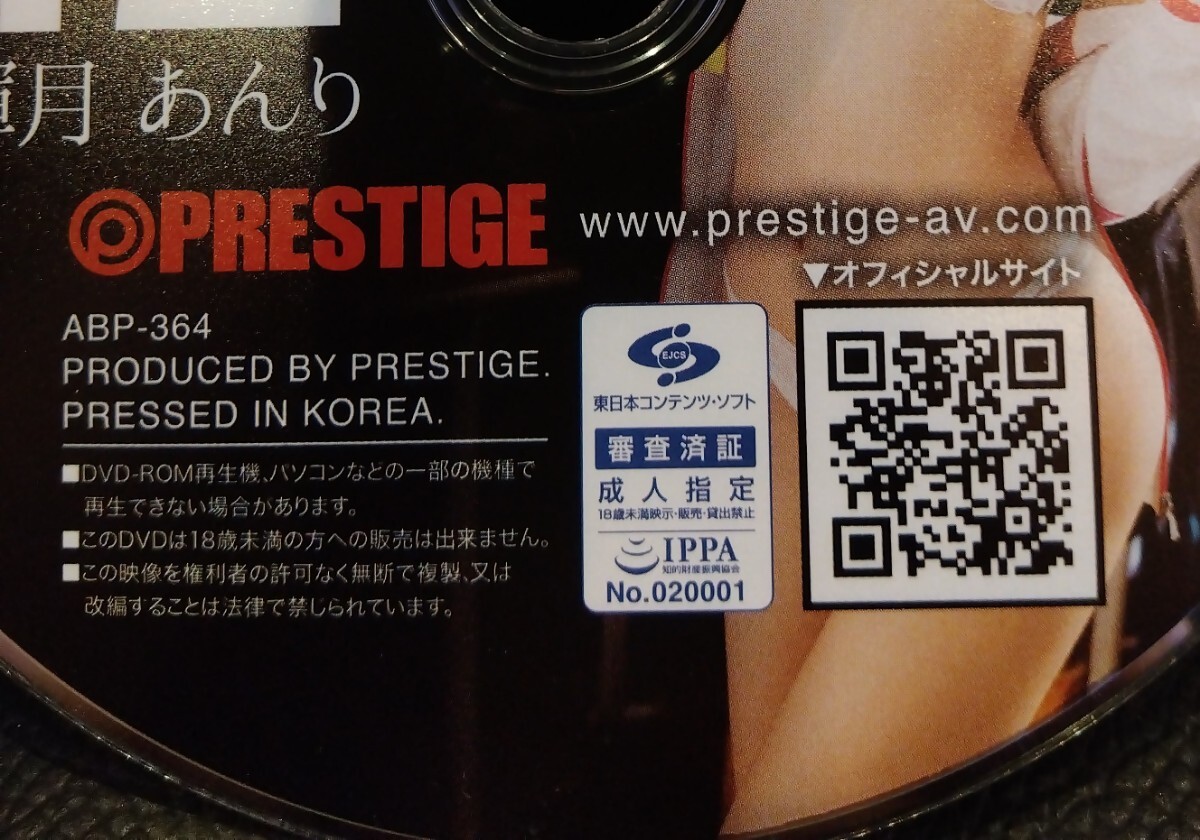 月 あんり
PRESTIGE
www.prestige-av.com
▼オフィシャルサイト
ABP-364
PRODUCED BY PRESTIGE.
PRESSED IN KOREA.
■DVD-ROM再生機、パソコンなどの一部の機種で
再生できない場合があります。
■このDVDは18歳未満の方への販売は出来ません。
■この映像を権利者の許可なく無断で複製、又は
改編することは法律で禁じられています。
EJCS
東日本コンテンツ・ソフト
審査済証
成人指定
18歳未満映示・販売・貸出禁止
IPPA
知的財産振興協会
No.020001